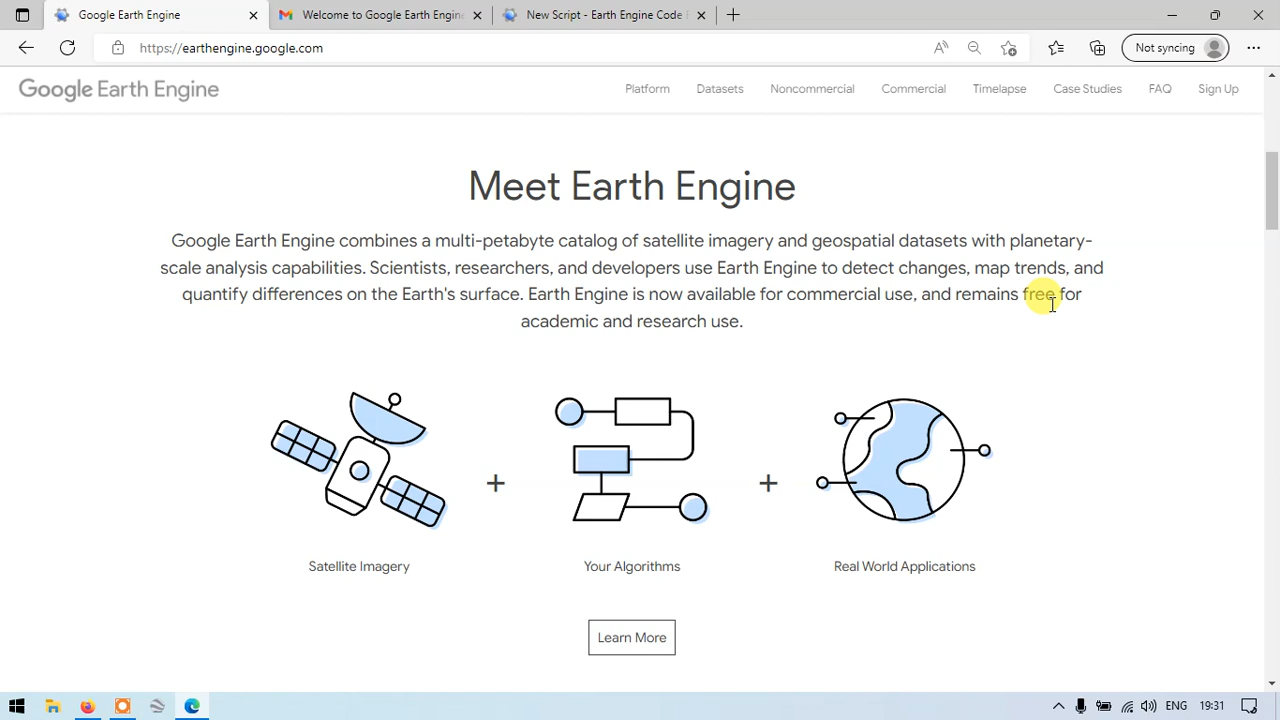 Google Earth Engine
Welcome to Google Earth Engine
New Script - Earth Engine Code
https://earthengine.google.com
Not syncing
Google Earth Engine
Platform
Datasets
Noncommercial
Commercial
Timelapse
Case Studies
FAQ
Sign Up
Meet Earth Engine
Google Earth Engine combines a multi-petabyte catalog of satellite imagery and geospatial datasets with planetary-
scale analysis capabilities. Scientists, researchers, and developers use Earth Engine to detect changes, map trends, and
quantify differences on the Earth's surface. Earth Engine is now available for commercial use, and remains free for
academic and research use.
Satellite Imagery
Your Algorithms
Real World Applications
Learn More
ENG
19:31